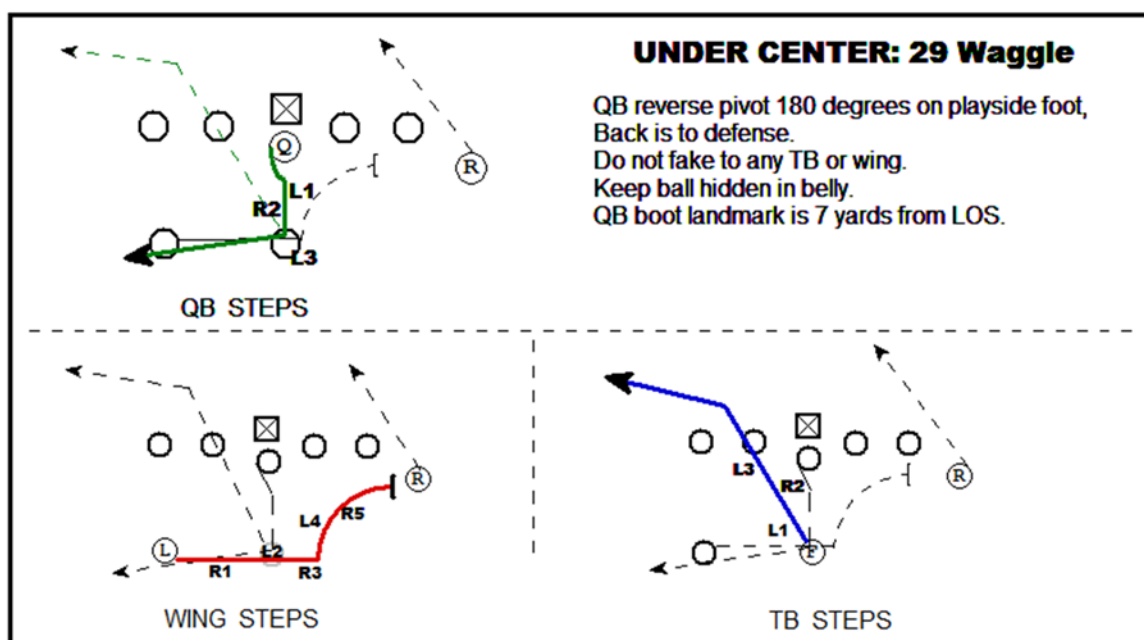 UNDER CENTER: 29 Waggle
QB reverse pivot 180 degrees on playside foot,
Back is to defense.
Do not fake to any TB or wing.
Keep ball hidden in belly.
QB boot landmark is 7 yards from LOS.
Q
R
L1
R2
L3
QB STEPS
R
L4
R5
L
L2
R1
R3
WING STEPS
L3
R2
R
L1
F
TB STEPS